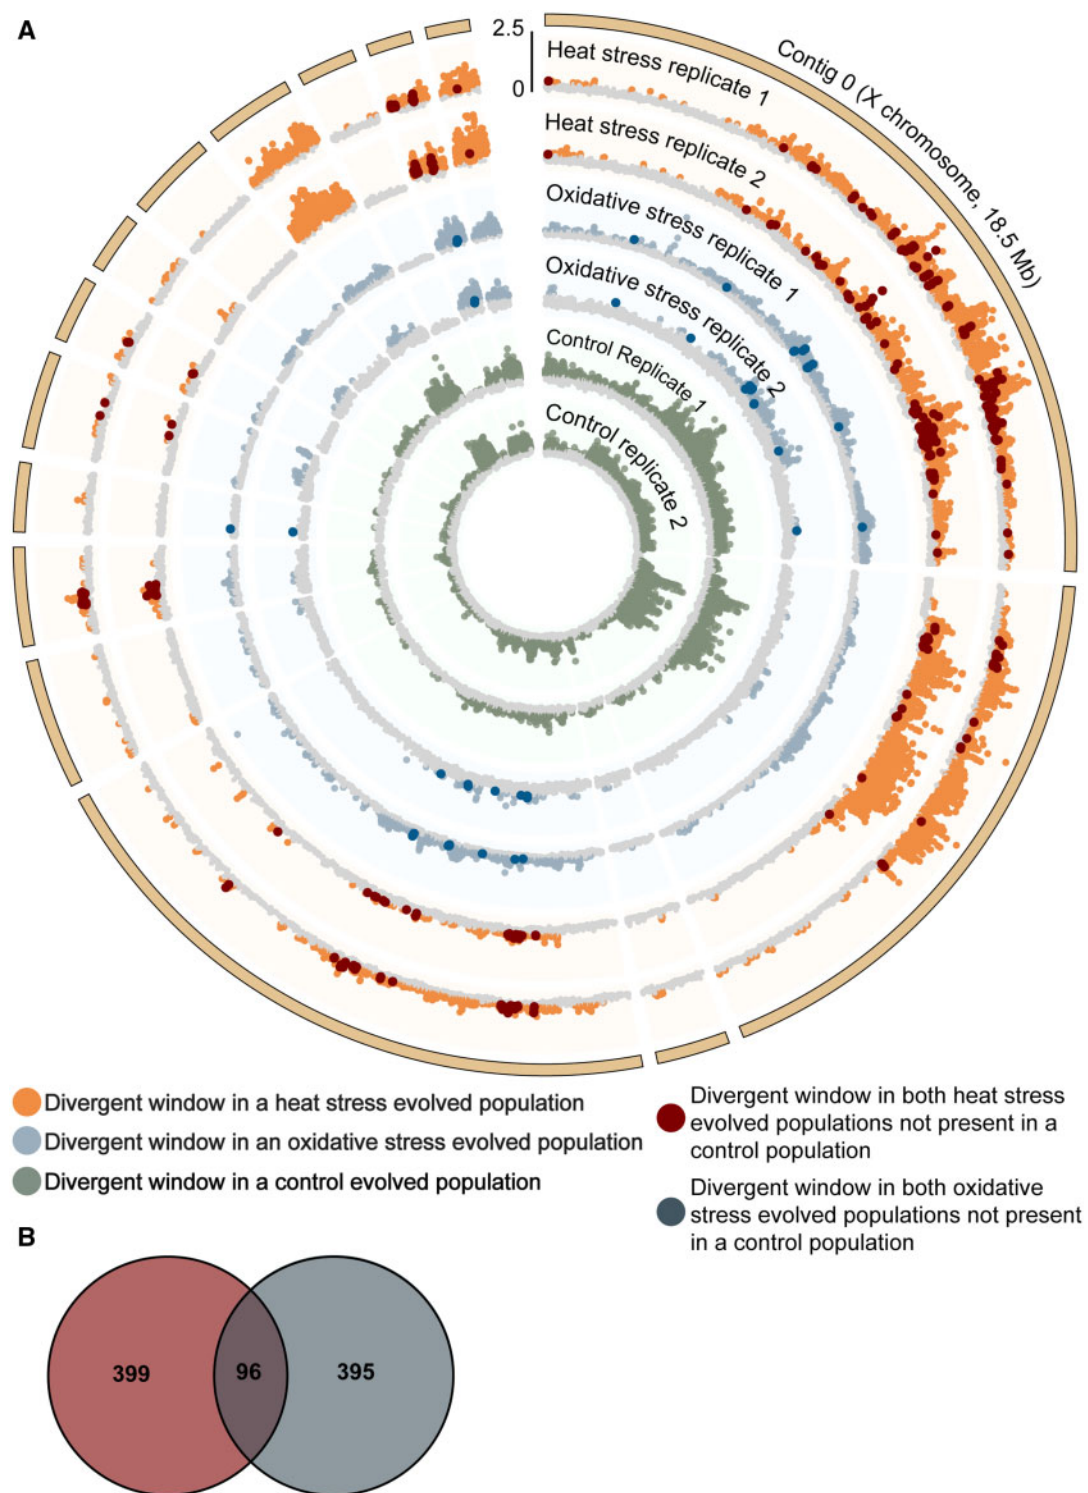 A
2.5
0
Heat stress replicate 1
Heat stress replicate 2
Oxidative stress replicate 1
Oxidative stress replicate 2
Control Replicate 1
Control replicate 2
Contig 0 (X chromosome, 18.5 Mb)
Divergent window in a heat stress evolved population
Divergent window in an oxidative stress evolved population
Divergent window in a control evolved population
Divergent window in both heat stress
evolved populations not present in a
control population
Divergent window in both oxidative
stress evolved populations not present
in a control population
B
399
96
395